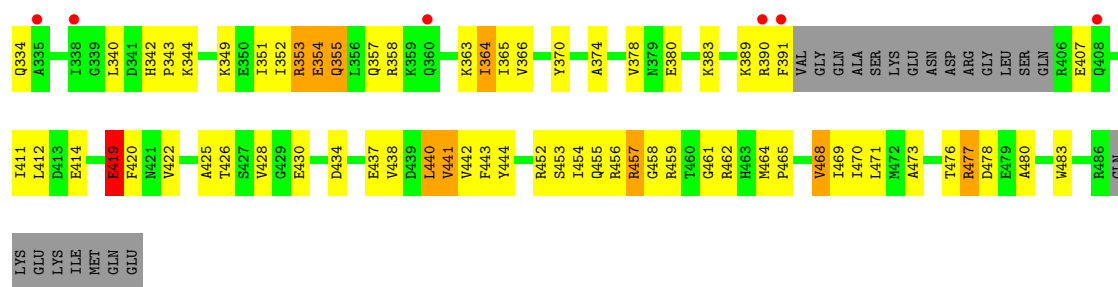 Q334 A335 I338 G339 L340 D341 H342 P343 K344 K349 E350 I351 I352 R353 E354 Q355 L356 Q357 R358 K359 Q360 K363 I364 I365 V366 Y370 A374 V378 N379 E380 K383 K389 R390 F391 VAL GLY GLN ALA SER LYS GLU ASN ASP ARG GLY LEU SER GLN R406 E407 Q408
I411 L412 D413 E414 E419 F420 N421 V422 A425 T426 S427 V428 G429 E430 D434 E437 V438 D439 L440 V441 V442 F443 Y444 R452 S453 I454 Q455 R456 R457 G458 R459 T460 G461 R462 H463 M464 P465 V468 I469 I470 L471 M472 A473 T476 R477 D478 E479 A480 W483 R486 GLN
LYS GLU LYS ILE MET GLN GLU